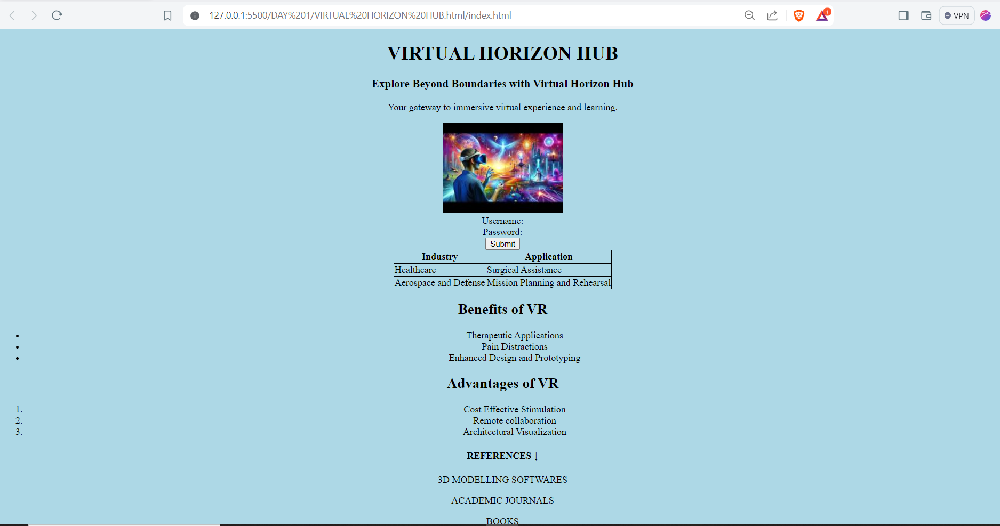 127.0.0.1:5500/DAY%201/VIRTUAL%20HORIZON%20HUB.html/index.html
1
VPN
VIRTUAL HORIZON HUB
Explore Beyond Boundaries with Virtual Horizon Hub
Your gateway to immersive virtual experience and learning.
Username:
Password:
Submit
Industry Application
Healthcare Surgical Assistance
Aerospace and Defense Mission Planning and Rehearsal
Benefits of VR
• Therapeutic Applications
• Pain Distractions
• Enhanced Design and Prototyping
Advantages of VR
1. Cost Effective Stimulation
2. Remote collaboration
3. Architectural Visualization
REFERENCES ↓
3D MODELLING SOFTWARES
ACADEMIC JOURNALS
BOOKS